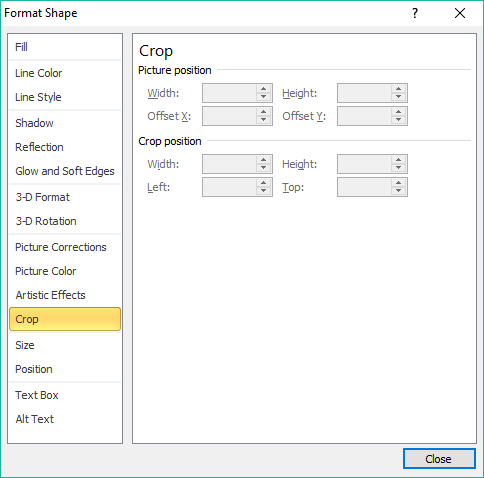 Format Shape
?
Fill
Line Color
Line Style
Shadow
Reflection
Glow and Soft Edges
3-D Format
3-D Rotation
Picture Corrections
Picture Color
Artistic Effects
Crop
Size
Position
Text Box
Alt Text
Crop
Picture position
Width: Height:
Offset X: Offset Y:
Crop position
Width: Height:
Left: Top:
Close